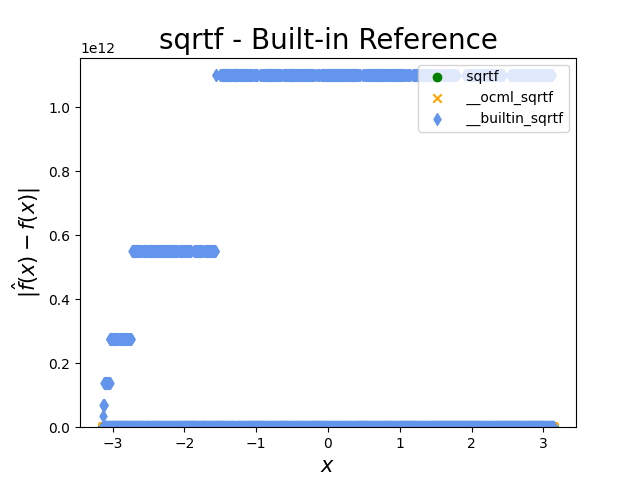 sqrtf - Built-in Reference
1e12
sqrtf
__ocml_sqrtf
__builtin_sqrtf
1.0
0.8
0.6
0.4
0.2
0.0
|f̂(x) − f(x)|
−3 −2 −1 0 1 2 3
x